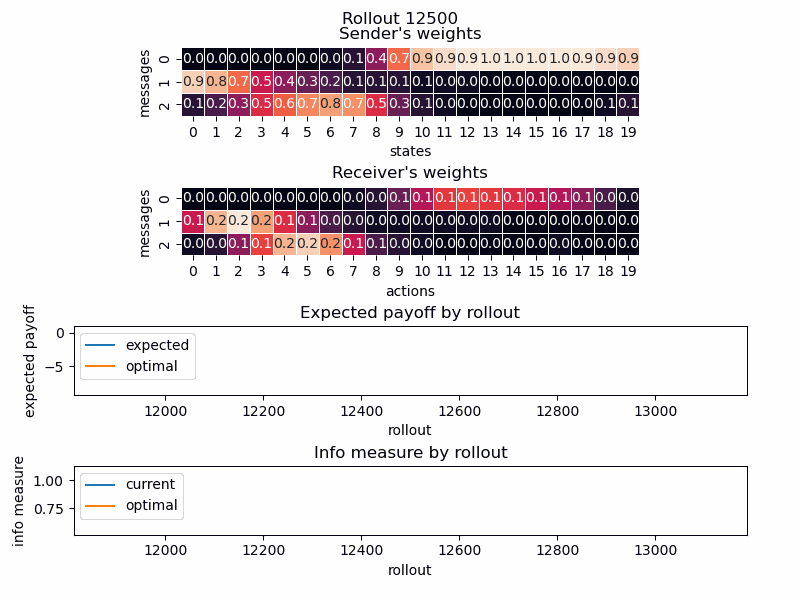 Rollout 12500
Sender's weights
messages
0 0.0 0.0 0.0 0.0 0.0 0.0 0.0 0.1 0.4 0.7 0.9 0.9 0.9 1.0 1.0 1.0 1.0 0.9 0.9 0.9
1 0.9 0.8 0.7 0.5 0.4 0.3 0.2 0.1 0.1 0.1 0.1 0.0 0.0 0.0 0.0 0.0 0.0 0.0 0.0 0.0
2 0.1 0.2 0.3 0.5 0.6 0.7 0.8 0.7 0.5 0.3 0.1 0.0 0.0 0.0 0.0 0.0 0.0 0.0 0.1 0.1
0 1 2 3 4 5 6 7 8 9 10 11 12 13 14 15 16 17 18 19
states
Receiver's weights
messages
0 0.0 0.0 0.0 0.0 0.0 0.0 0.0 0.0 0.0 0.1 0.1 0.1 0.1 0.1 0.1 0.1 0.1 0.1 0.0 0.0
1 0.1 0.2 0.2 0.2 0.1 0.1 0.0 0.0 0.0 0.0 0.0 0.0 0.0 0.0 0.0 0.0 0.0 0.0 0.0 0.0
2 0.0 0.0 0.1 0.1 0.2 0.2 0.2 0.1 0.1 0.0 0.0 0.0 0.0 0.0 0.0 0.0 0.0 0.0 0.0 0.0
0 1 2 3 4 5 6 7 8 9 10 11 12 13 14 15 16 17 18 19
actions
Expected payoff by rollout
expected payoff
0
−5
expected
optimal
12000 12200 12400 12600 12800 13000
rollout
Info measure by rollout
info measure
1.00
0.75
current
optimal
12000 12200 12400 12600 12800 13000
rollout